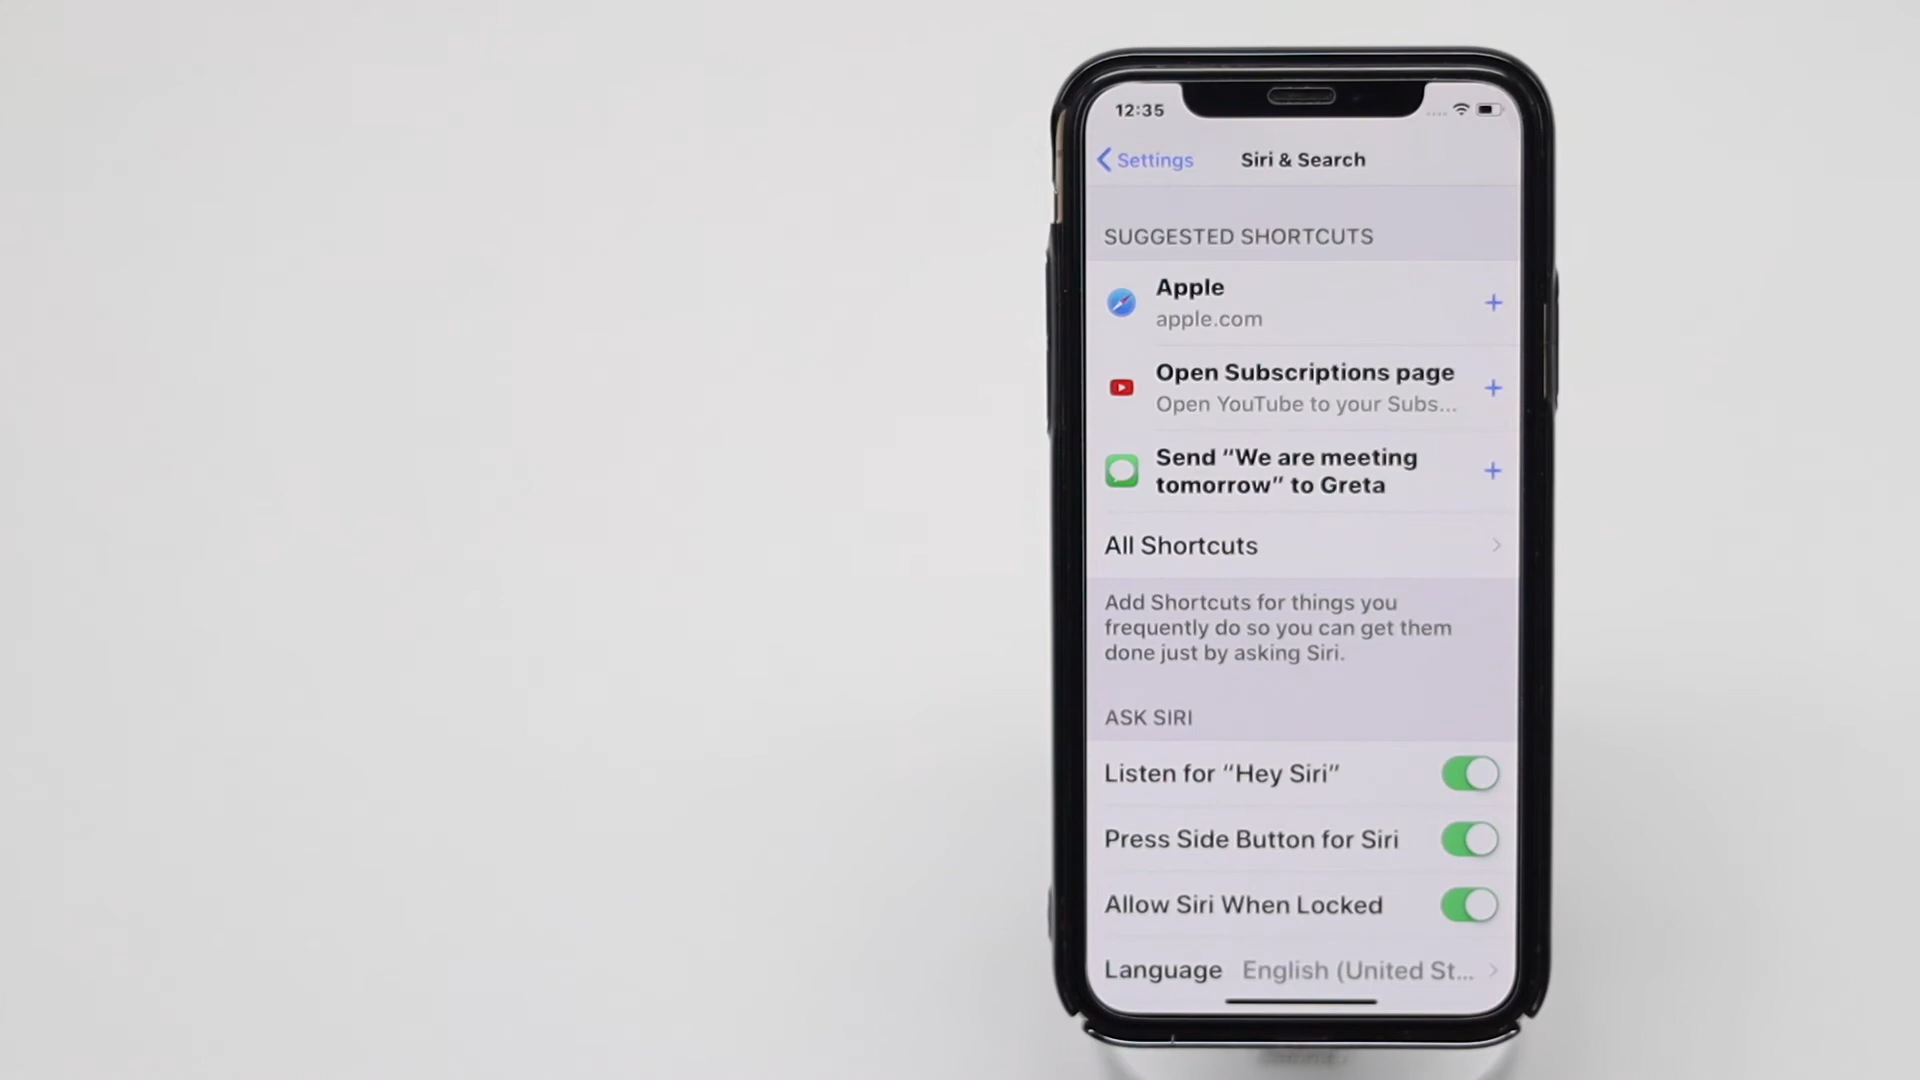 12:35
Settings
Siri & Search
SUGGESTED SHORTCUTS
Apple
apple.com
Open Subscriptions page
Open YouTube to your Subs...
Send “We are meeting
tomorrow” to Greta
All Shortcuts
Add Shortcuts for things you
frequently do so you can get them
done just by asking Siri.
ASK SIRI
Listen for “Hey Siri”
Press Side Button for Siri
Allow Siri When Locked
Language English (United St...